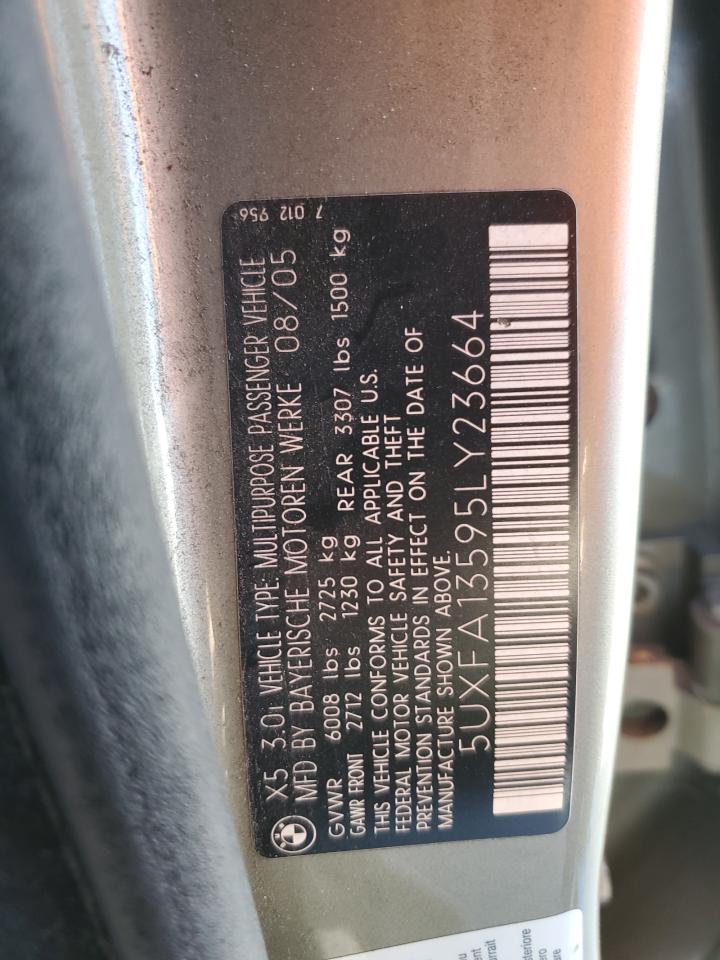 X5 3.0i VEHICLE TYPE: MULTIPURPOSE PASSENGER VEHICLE
MFD BY BAYERISCHE MOTOREN WERKE 08/05
GVWR 6008 lbs 2725 kg
GAWR FRONT 2712 lbs 1230 kg REAR 3307 lbs 1500 kg
THIS VEHICLE CONFORMS TO ALL APPLICABLE U.S.
FEDERAL MOTOR VEHICLE SAFETY AND THEFT
PREVENTION STANDARDS IN EFFECT ON THE DATE OF
MANUFACTURE SHOWN ABOVE.
5UXFA13595LY23664
7 012 956